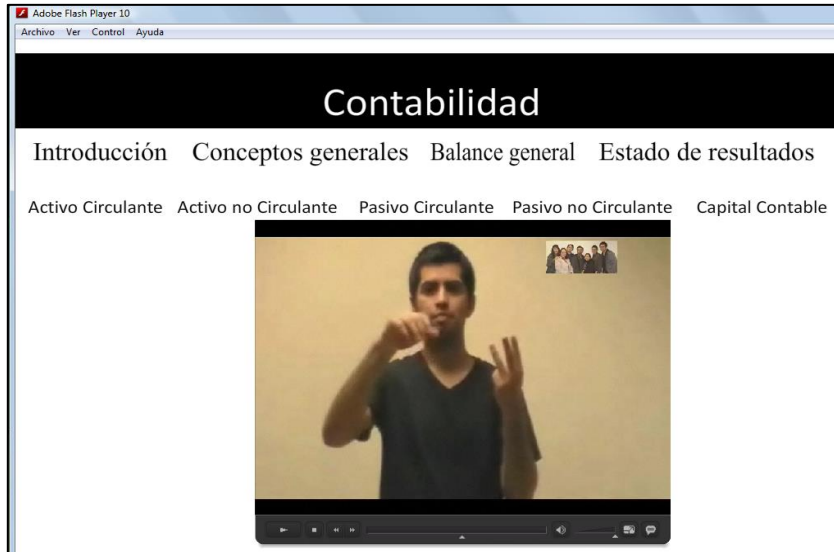 Adobe Flash Player 10
Archivo Ver Control Ayuda
Contabilidad
Introducción Conceptos generales Balance general Estado de resultados
Activo Circulante Activo no Circulante Pasivo Circulante Pasivo no Circulante Capital Contable